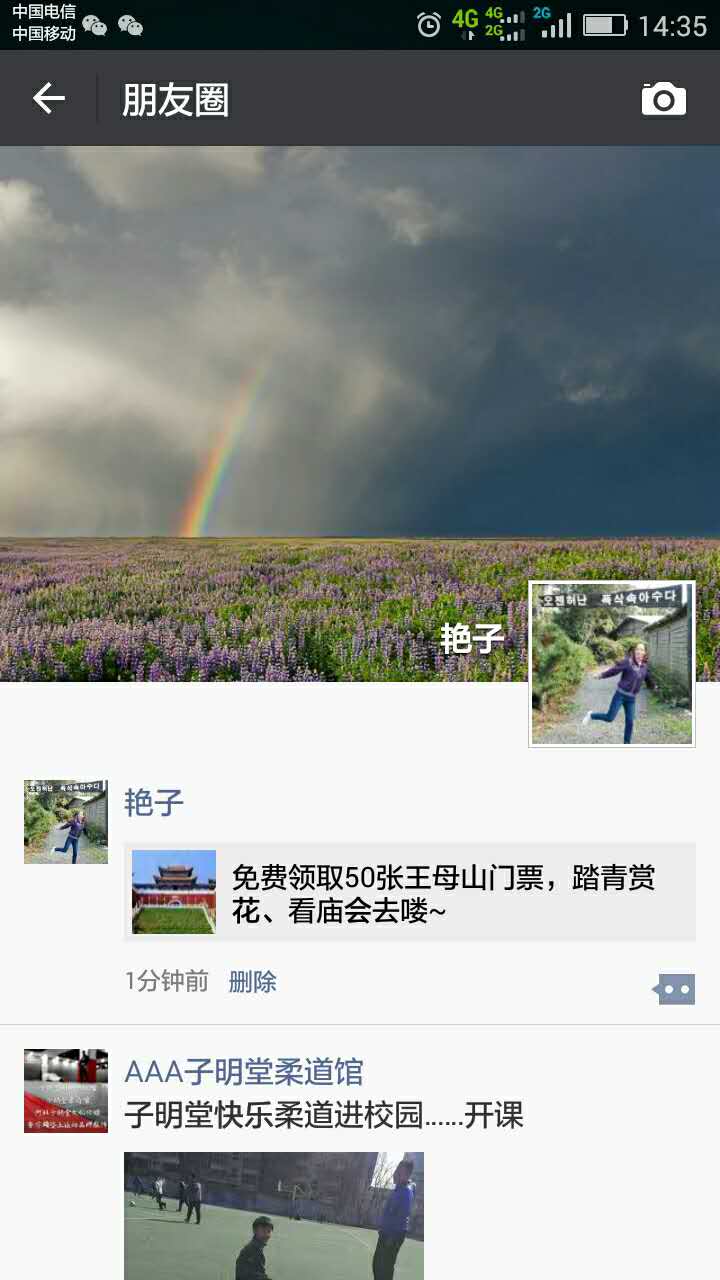 中国电信
中国移动
4G
4G
2G
2G
14:35
朋友圈
艳子
艳子
免费领取50张王母山门票，踏青赏
花、看庙会去喽~
1分钟前 删除
AAA子明堂柔道馆
子明堂快乐柔道进校园……开课